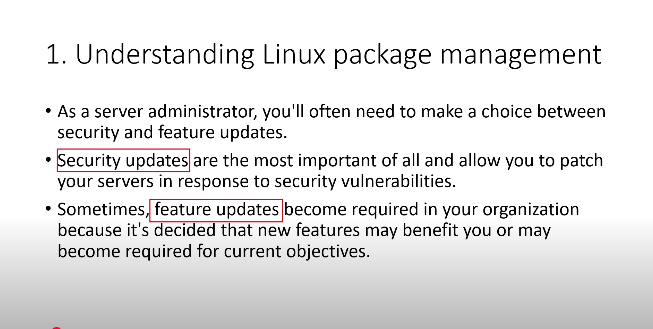 1. Understanding Linux package management
• As a server administrator, you'll often need to make a choice between
security and feature updates.
• Security updates are the most important of all and allow you to patch
your servers in response to security vulnerabilities.
• Sometimes, feature updates become required in your organization
because it's decided that new features may benefit you or may
become required for current objectives.